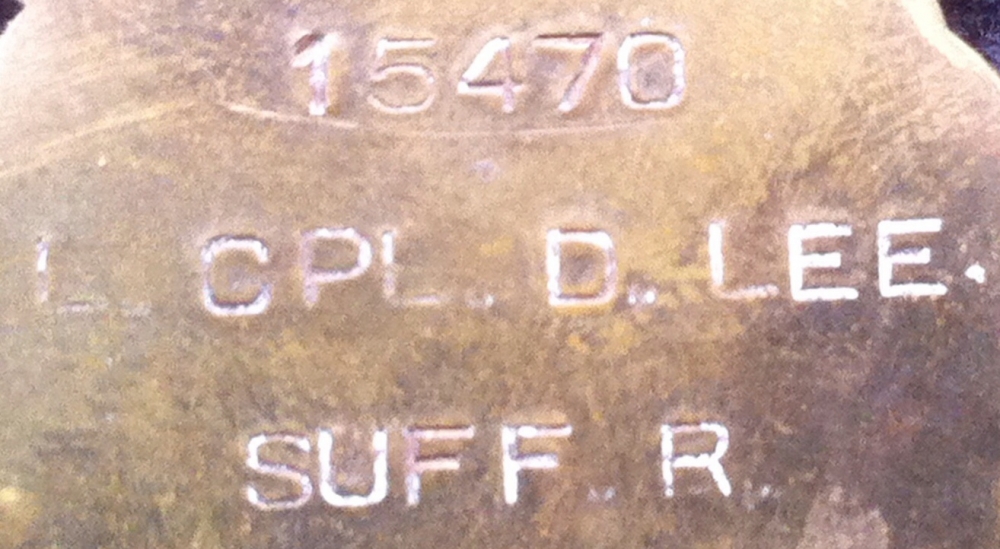 15470
L. CPL. D. LEE.
SUFF. R.